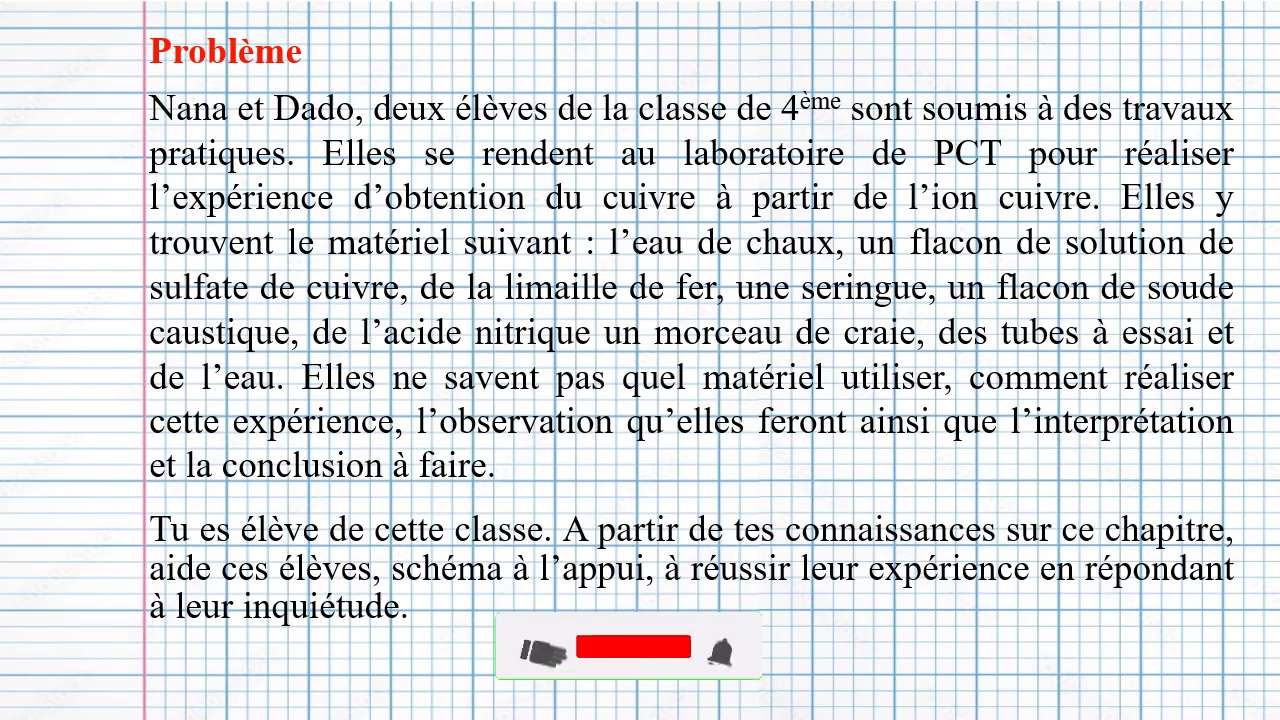 Problème
Nana et Dado, deux élèves de la classe de 4ème sont soumis à des travaux
pratiques. Elles se rendent au laboratoire de PCT pour réaliser
l’expérience d’obtention du cuivre à partir de l’ion cuivre. Elles y
trouvent le matériel suivant : l’eau de chaux, un flacon de solution de
sulfate de cuivre, de la limaille de fer, une seringue, un flacon de soude
caustique, de l’acide nitrique un morceau de craie, des tubes à essai et
de l’eau. Elles ne savent pas quel matériel utiliser, comment réaliser
cette expérience, l’observation qu’elles feront ainsi que l’interprétation
et la conclusion à faire.
Tu es élève de cette classe. A partir de tes connaissances sur ce chapitre,
aide ces élèves, schéma à l’appui, à réussir leur expérience en répondant
à leur inquiétude.